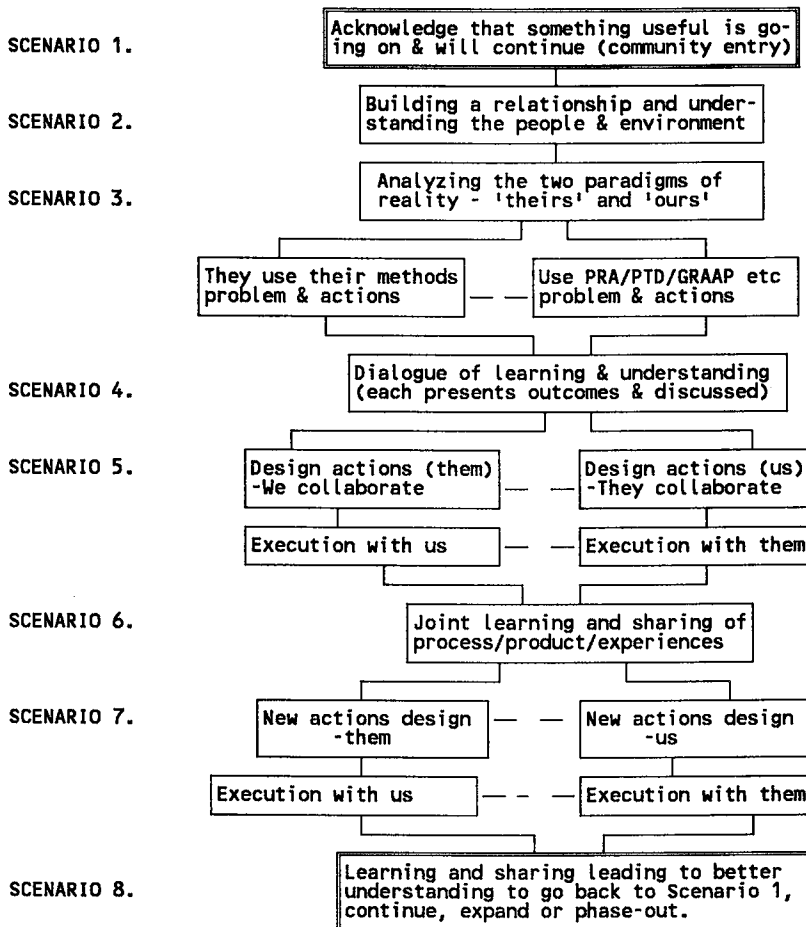 SCENARIO 1.
Acknowledge that something useful is go-
ing on & will continue (community entry)
SCENARIO 2.
Building a relationship and under-
standing the people & environment
SCENARIO 3.
Analyzing the two paradigms of
reality - 'theirs' and 'ours'
They use their methods
problem & actions
Use PRA/PTD/GRAAP etc
problem & actions
SCENARIO 4.
Dialogue of learning & understanding
(each presents outcomes & discussed)
SCENARIO 5.
Design actions (them)
-We collaborate
Design actions (us)
-They collaborate
Execution with us
Execution with them
SCENARIO 6.
Joint learning and sharing of
process/product/experiences
SCENARIO 7.
New actions design
-them
New actions design
-us
Execution with us
Execution with them
SCENARIO 8.
Learning and sharing leading to better
understanding to go back to Scenario 1,
continue, expand or phase-out.